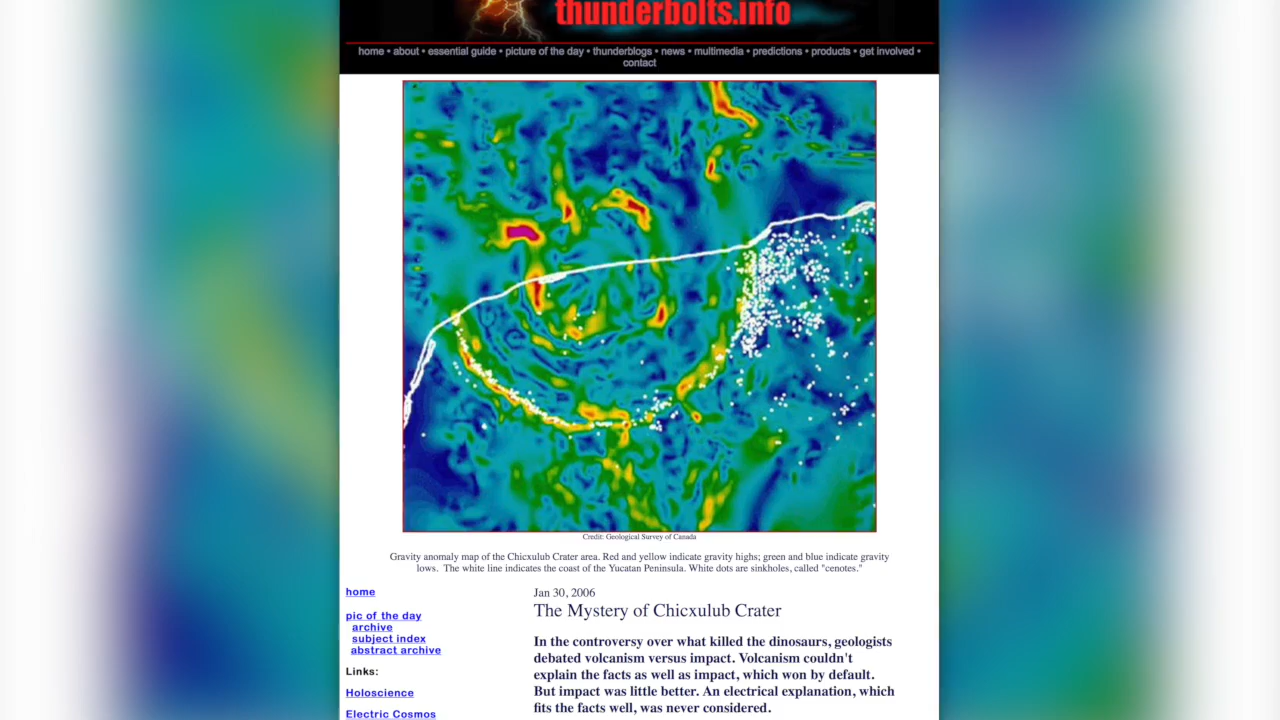 thunderbolts.info
home • about • essential guide • picture of the day • thunderblogs • news • multimedia • predictions • products • get involved •
contact
Credit: Geological Survey of Canada
Gravity anomaly map of the Chicxulub Crater area. Red and yellow indicate gravity highs; green and blue indicate gravity
lows.  The white line indicates the coast of the Yucatan Peninsula. White dots are sinkholes, called "cenotes."
home
pic of the day
archive
subject index
abstract archive
Links:
Holoscience
Electric Cosmos
Jan 30, 2006
The Mystery of Chicxulub Crater
In the controversy over what killed the dinosaurs, geologists
debated volcanism versus impact. Volcanism couldn't
explain the facts as well as impact, which won by default.
But impact was little better. An electrical explanation, which
fits the facts well, was never considered.